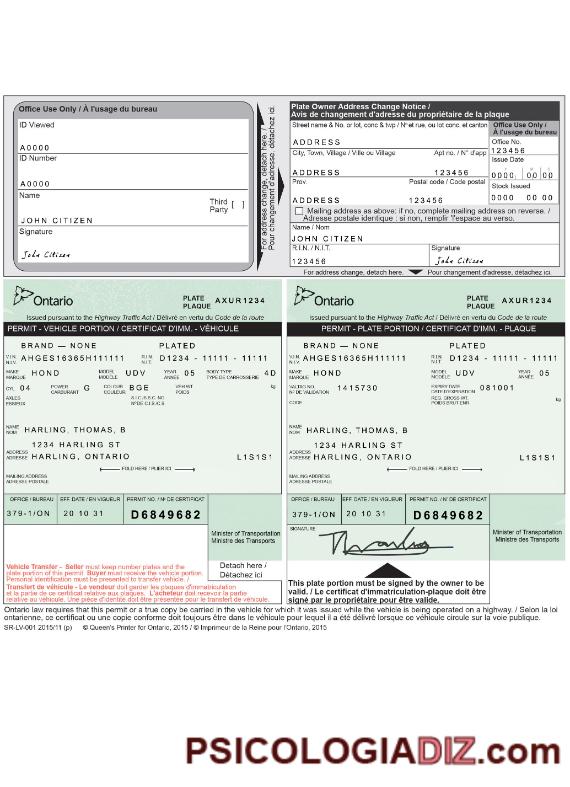 Office Use Only / À l'usage du bureau
ID Viewed
A0000
ID Number
A0000
Name
Third Party [ ]
JOHN CITIZEN
Signature
John Citizen
For address change, detach here. /
Pour changement d'adresse, détachez ici.
Plate Owner Address Change Notice /
Avis de changement d'adresse du propriétaire de la plaque
Street name & No. or lot, conc & twp / Nº et rue, ou lot conc. et canton
Office Use Only /
À l'usage du bureau
ADDRESS
Office No.
123456
City, Town, Village / Ville ou Village
Apt no. / N° d'app
Issue Date
ADDRESS
123456
0000 00 00
Prov.
Postal code / Code postal
Stock Issued
ADDRESS
123456
0000 00 00
Mailing address as above; if no, complete mailing address on reverse. /
Adresse postale identique : si non, remplir l'espace au verso.
Name / Nom
JOHN CITIZEN
R.I.N. / N.I.T.
Signature
123456
John Citizen
For address change, detach here.
Pour changement d'adresse, détachez ici.
Ontario
PLATE
PLAQUE
AXUR1234
Issued pursuant to the Highway Traffic Act / Délivré en vertu du Code de la route
PERMIT - VEHICLE PORTION / CERTIFICAT D'IMM. - VÉHICULE
BRAND — NONE PLATED
V.I.N.
N.I.V.
AHGES16365H111111
R.I.N.
N.I.T.
D1234 - 11111 - 11111
MAKE
MARQUE
HOND
MODEL
MODELE
UDV
YEAR
ANNÉE
05
BODY TYPE
TYPE DE CARROSSERIE
4D
CYL 04
POWER
CARBURANT
G
COLOUR
COULEUR
BGE
WEIGHT
POIDS
kg
AXLES
ESSIEUX
NAME
NOM
HARLING, THOMAS, B
1234 HARLING ST
ADDRESS
ADRESSE
HARLING, ONTARIO
L1S1S1
FOLD HERE / PLIER ICI
MAILING ADDRESS
ADRESSE POSTALE
OFFICE / BUREAU
379-1/ON
EFF DATE / EN VIGUEUR
20 10 31
PERMIT NO. / Nº DE CERTIFICAT
D6849682
Minister of Transportation
Ministre des Transports
Vehicle Transfer – Seller must keep number plates and the
plate portion of this permit. Buyer must receive the vehicle portion.
Personal identification must be presented to transfer vehicle. /
Transfert de véhicule - Le vendeur doit garder les plaques d'immatriculation
et la partie de ce certificat relative aux plaques. L'acheteur doit recevoir la partie
relative au véhicule. Une pièce d'identité doit être présentée pour le transfert de véhicule.
Detach here /
Détachez ici
Ontario
PLATE
PLAQUE
AXUR1234
Issued pursuant to the Highway Traffic Act / Délivré en vertu du Code de la route
PERMIT - PLATE PORTION / CERTIFICAT D'IMM. - PLAQUE
BRAND — NONE PLATED
V.I.N.
N.I.V.
AHGES16365H111111
R.I.N.
N.I.T.
D1234 - 11111 - 11111
MAKE
MARQUE
HOND
MODEL
MODELE
UDV
YEAR
ANNÉE
05
VALTAG NO.
Nº DE VALIDATION
1415730
EXPIRY DATE
DATE D'EXPIRATION
081001
CODE
REG. GROSS WT.
POIDS BRUT ENR.
kg
NAME
NOM
HARLING, THOMAS, B
1234 HARLING ST
ADDRESS
ADRESSE
HARLING, ONTARIO
L1S1S1
FOLD HERE / PLIER ICI
MAILING ADDRESS
ADRESSE POSTALE
OFFICE / BUREAU
379-1/ON
EFF DATE / EN VIGUEUR
20 10 31
PERMIT NO. / Nº DE CERTIFICAT
D6849682
SIGNATURE
Minister of Transportation
Ministre des Transports
This plate portion must be signed by the owner to be
valid. / Le certificat d'immatriculation-plaque doit être
signé par le propriétaire pour être valide.
Ontario law requires that this permit or a true copy be carried in the vehicle for which it was issued while the vehicle is being operated on a highway. / Selon la loi
ontarienne, ce certificat ou une copie conforme doit toujours être dans le véhicule pour lequel il a été délivré lorsque ce véhicule circule sur la voie publique.
SR-LV-001 2015/11 (p) © Queen's Printer for Ontario, 2015 / © Imprimeur de la Reine pour l'Ontario, 2015
PSICOLOGIADIZ.com